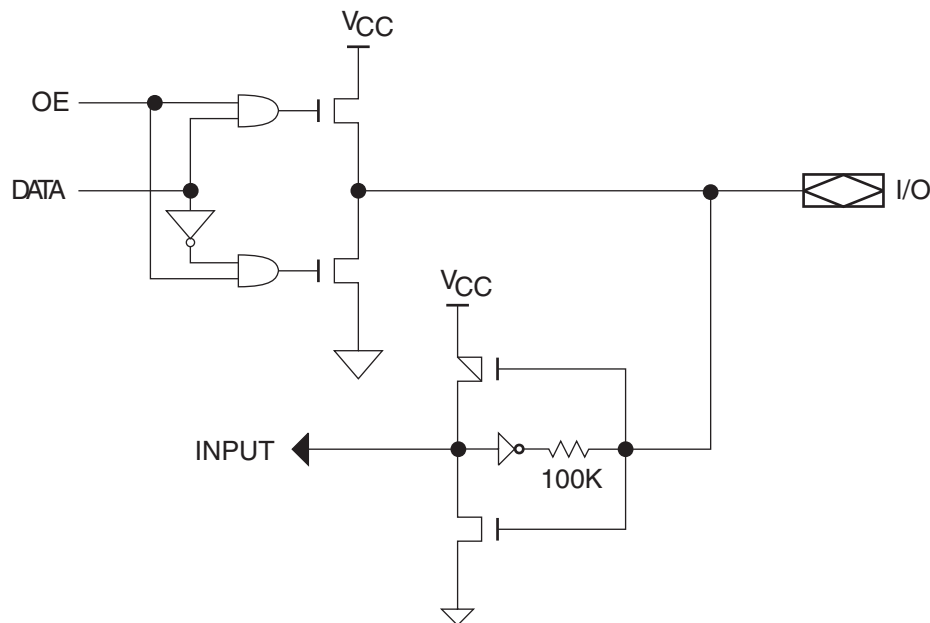 VCC
OE
DATA
I/O
VCC
INPUT
100K